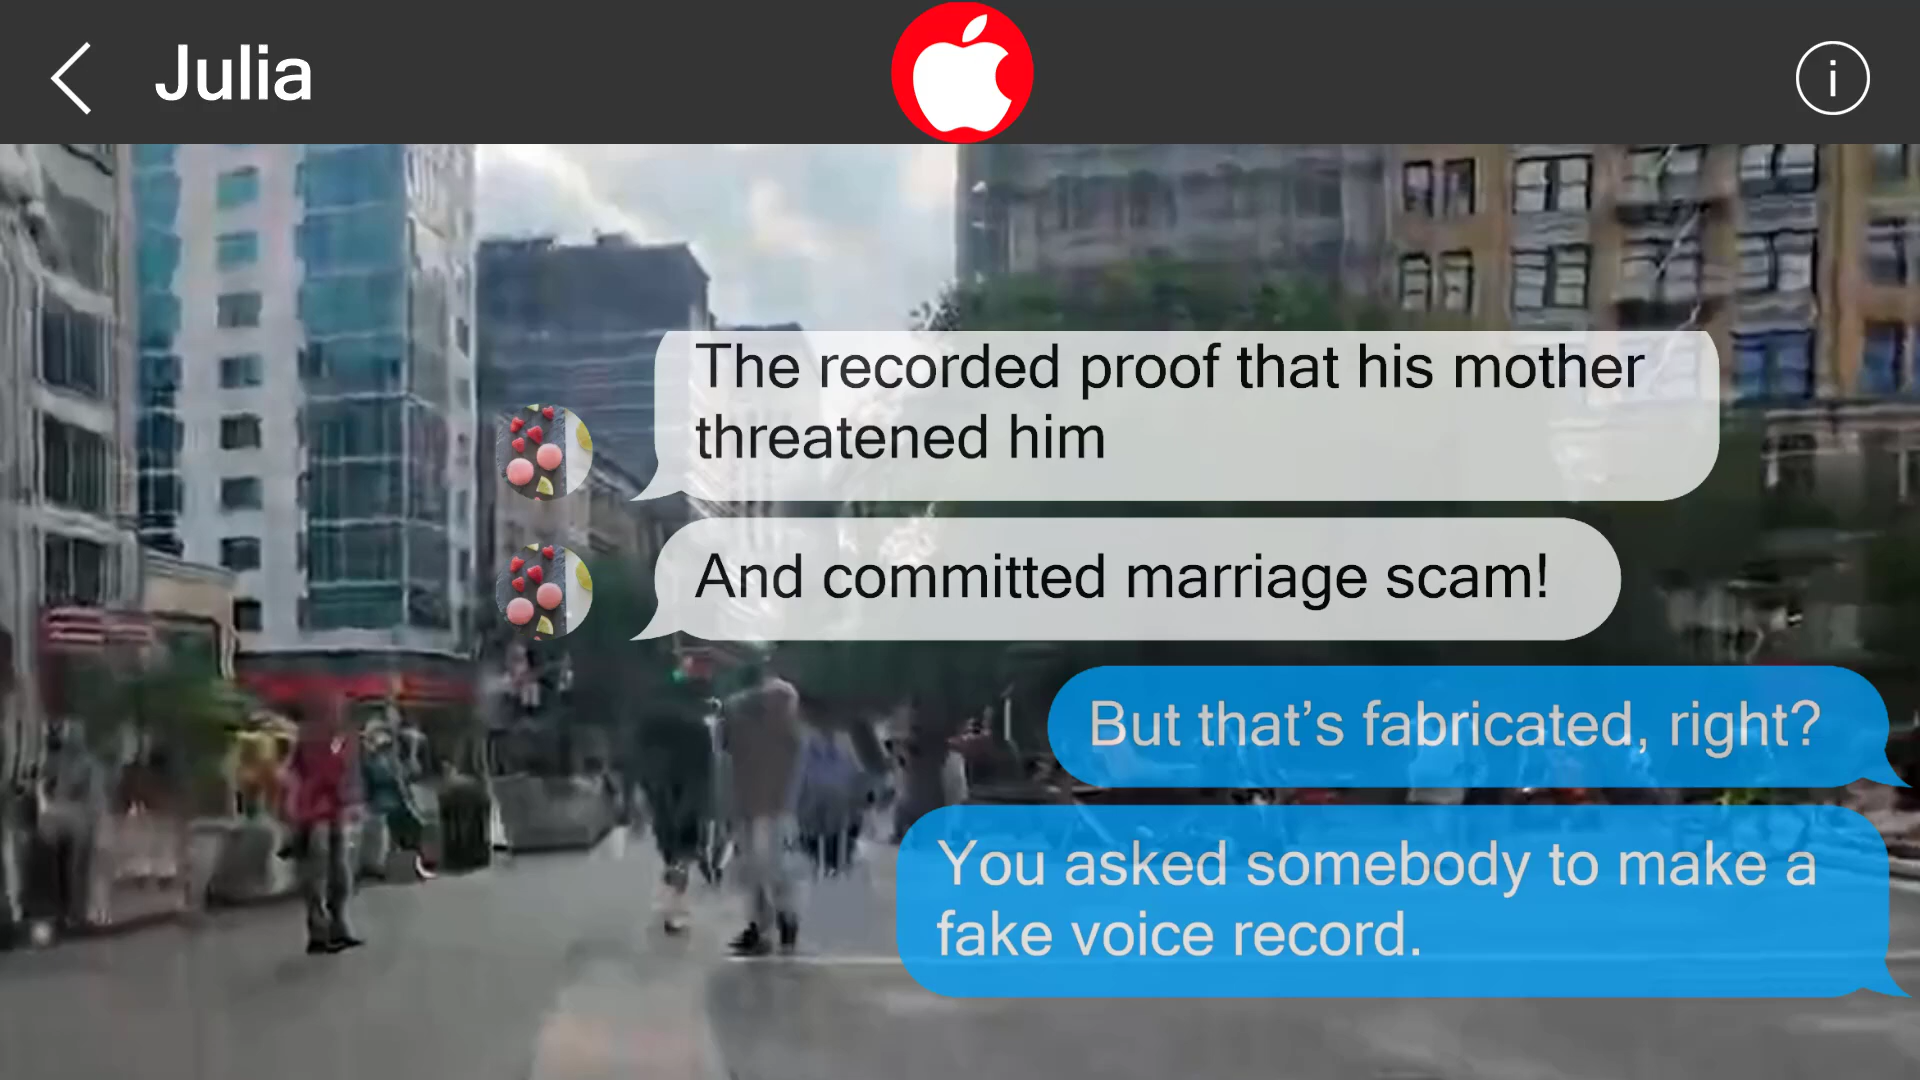 Julia
The recorded proof that his mother
threatened him
And committed marriage scam!
But that’s fabricated, right?
You asked somebody to make a
fake voice record.